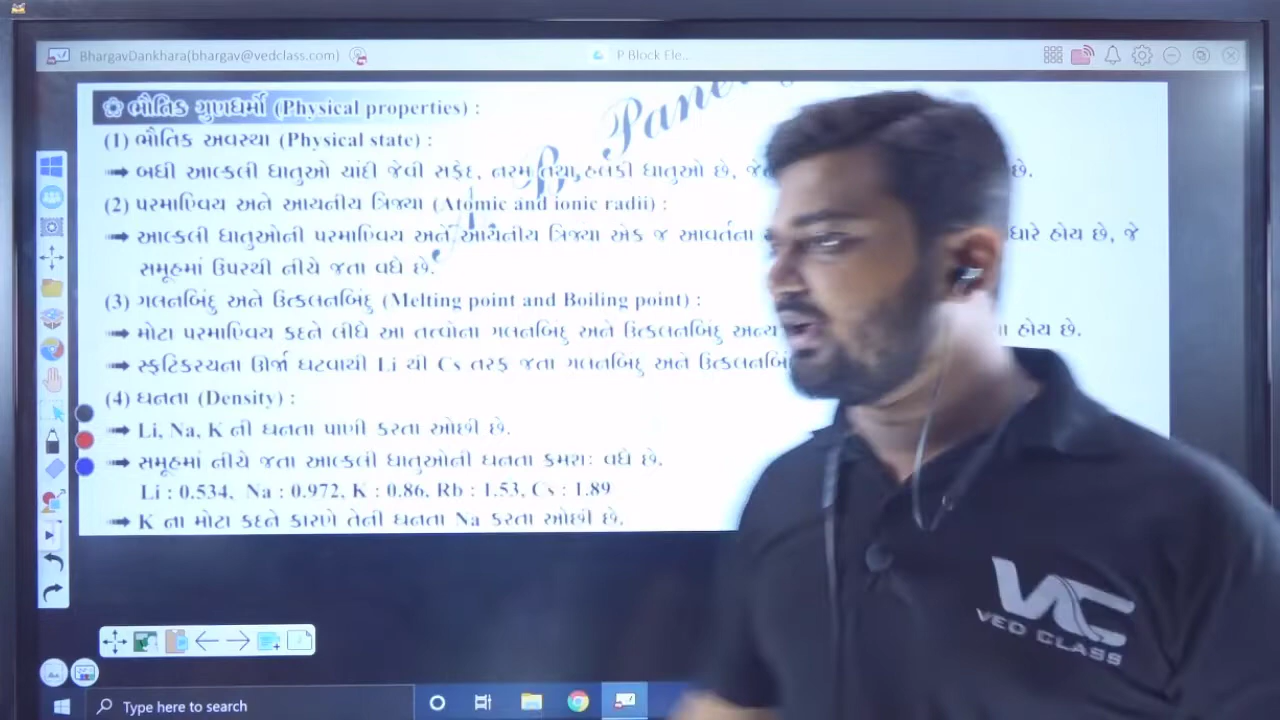 BhargavDankhara(bhargav@vedclass.com)
P Block Ele...
ભૌતિક ગુણધર્મો (Physical properties) :
(1) ભૌતિક અવસ્થા (Physical state) :
બધી આલ્કલી ધાતુઓ ચાંદી જેવી સફેદ, નરમ તથા હલકી ધાતુઓ છે, છે.
(2) પરમાણ્વિય અને આયનીય ત્રિજ્યા (Atomic and ionic radii) :
આલ્કલી ધાતુઓની પરમાણ્વિય અને આયનીય ત્રિજ્યા એક જ આવર્તના હોય છે, જે
સમૂહમાં ઉપરથી નીચે જતા વધે છે.
(3) ગલનબિંદુ અને ઉત્કલનબિંદુ (Melting point and Boiling point) :
મોટા પરમાણ્વિય કદને લીધે આ તત્વોના ગલનબિંદુ અને ઉત્કલનબિંદુ અન્ય હોય છે.
સ્ફટિકરચના ઊર્જા ઘટવાથી Li થી Cs તરફ જતા ગલનબિંદુ અને
(4) ઘનતા (Density) :
Li, Na, K ની ઘનતા પાણી કરતા ઓછી છે.
સમૂહમાં નીચે જતા આલ્કલી ધાતુઓની ઘનતા ક્રમશઃ વધે છે.
Li : 0.534, Na : 0.972, K : 0.86, Rb : 1.53, Cs : 1.89
K ના મોટા કદને કારણે તેની ઘનતા Na કરતા ઓછી છે.
VC
VED CLASS
Type here to search